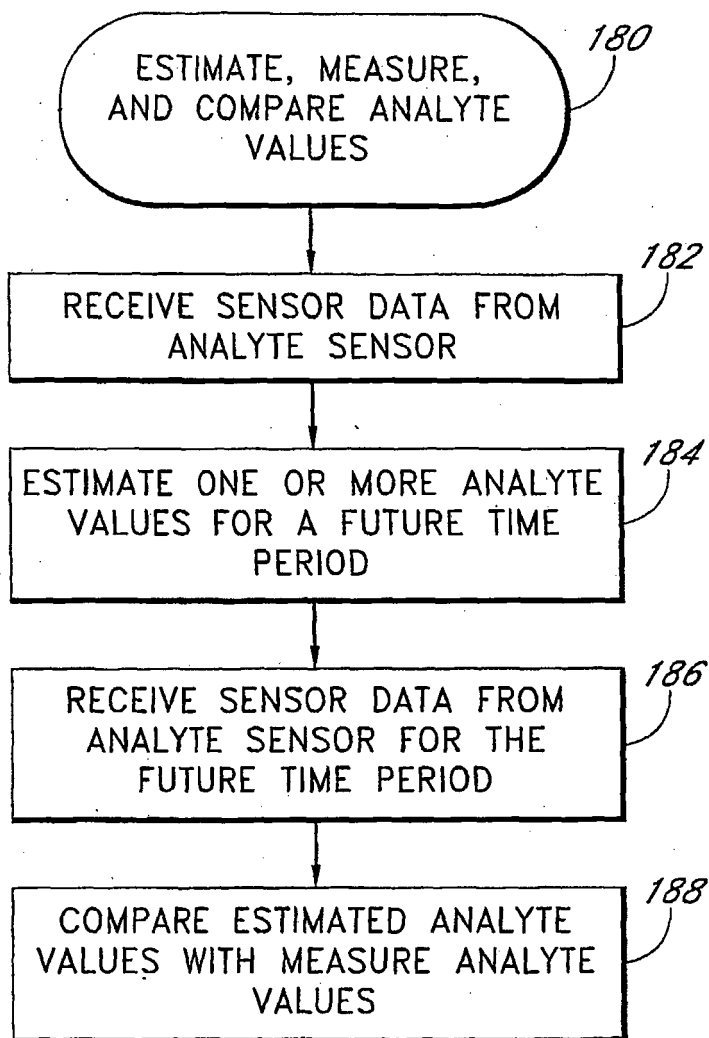 180
ESTIMATE, MEASURE,
AND COMPARE ANALYTE
VALUES
182
RECEIVE SENSOR DATA FROM
ANALYTE SENSOR
184
ESTIMATE ONE OR MORE ANALYTE
VALUES FOR A FUTURE TIME
PERIOD
186
RECEIVE SENSOR DATA FROM
ANALYTE SENSOR FOR THE
FUTURE TIME PERIOD
188
COMPARE ESTIMATED ANALYTE
VALUES WITH MEASURE ANALYTE
VALUES